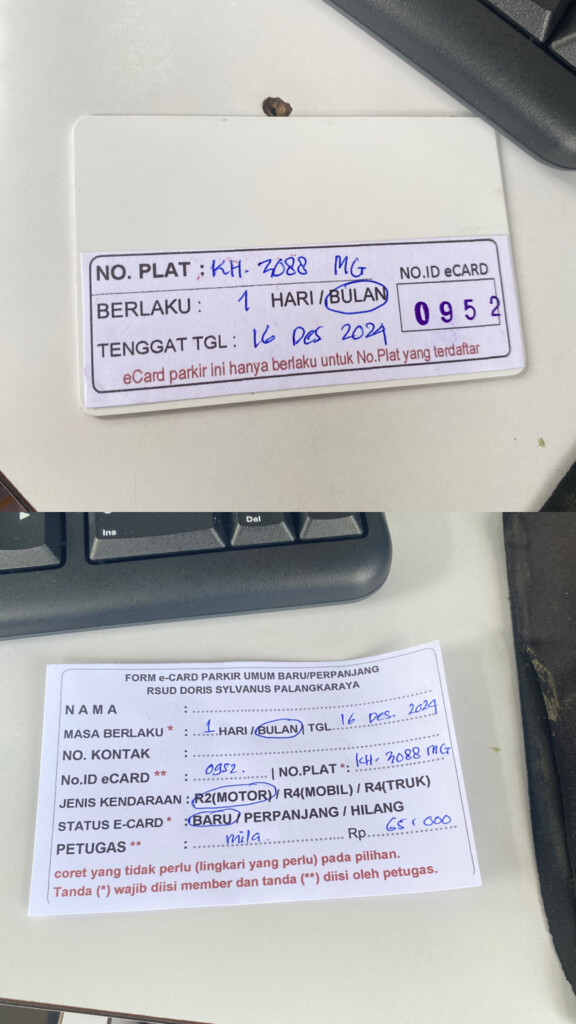 NO. PLAT : KH. 3088 MG
NO.ID eCARD
BERLAKU : 1 HARI / BULAN
0952
TENGGAT TGL : 16 Des 2024
eCard parkir ini hanya berlaku untuk No.Plat yang terdaftar
Ins
Del
FORM e-CARD PARKIR UMUM BARU/PERPANJANG
RSUD DORIS SYLVANUS PALANGKARAYA
NAMA :
MASA BERLAKU * : 1 HARI / BULAN | TGL 16 Des. 2024
NO. KONTAK :
No.ID eCARD ** : 0952. | NO.PLAT *: KH. 3088 MG
JENIS KENDARAAN : R2(MOTOR) / R4(MOBIL) / R4(TRUK)
STATUS E-CARD * : BARU / PERPANJANG / HILANG
PETUGAS ** : mila Rp. 65.000
coret yang tidak perlu (lingkari yang perlu) pada pilihan.
Tanda (*) wajib diisi member dan tanda (**) diisi oleh petugas.